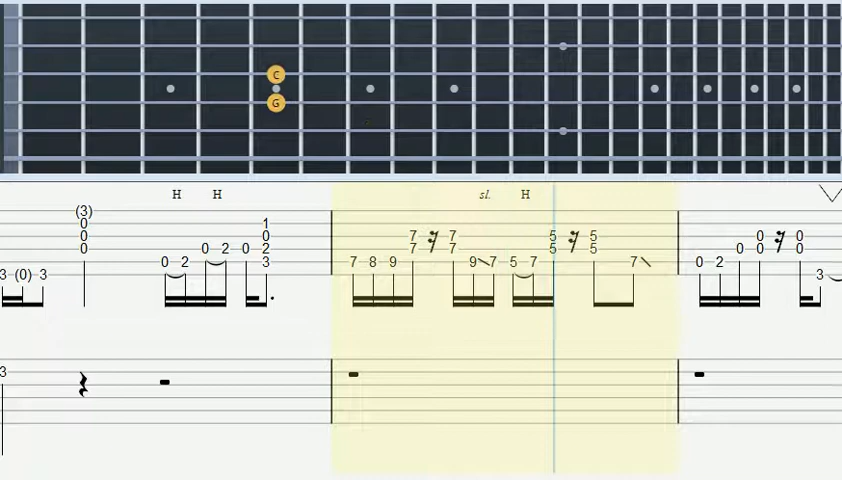 C
G
H H sl. H
(3)
0 1
0 0 7 7 5 5 0 0
0 0 2 0 2 7 7 5 5 0 0 0
0 2 3 7 8 9 9 7 5 7 7 0 2
3 (0) 3 3
3